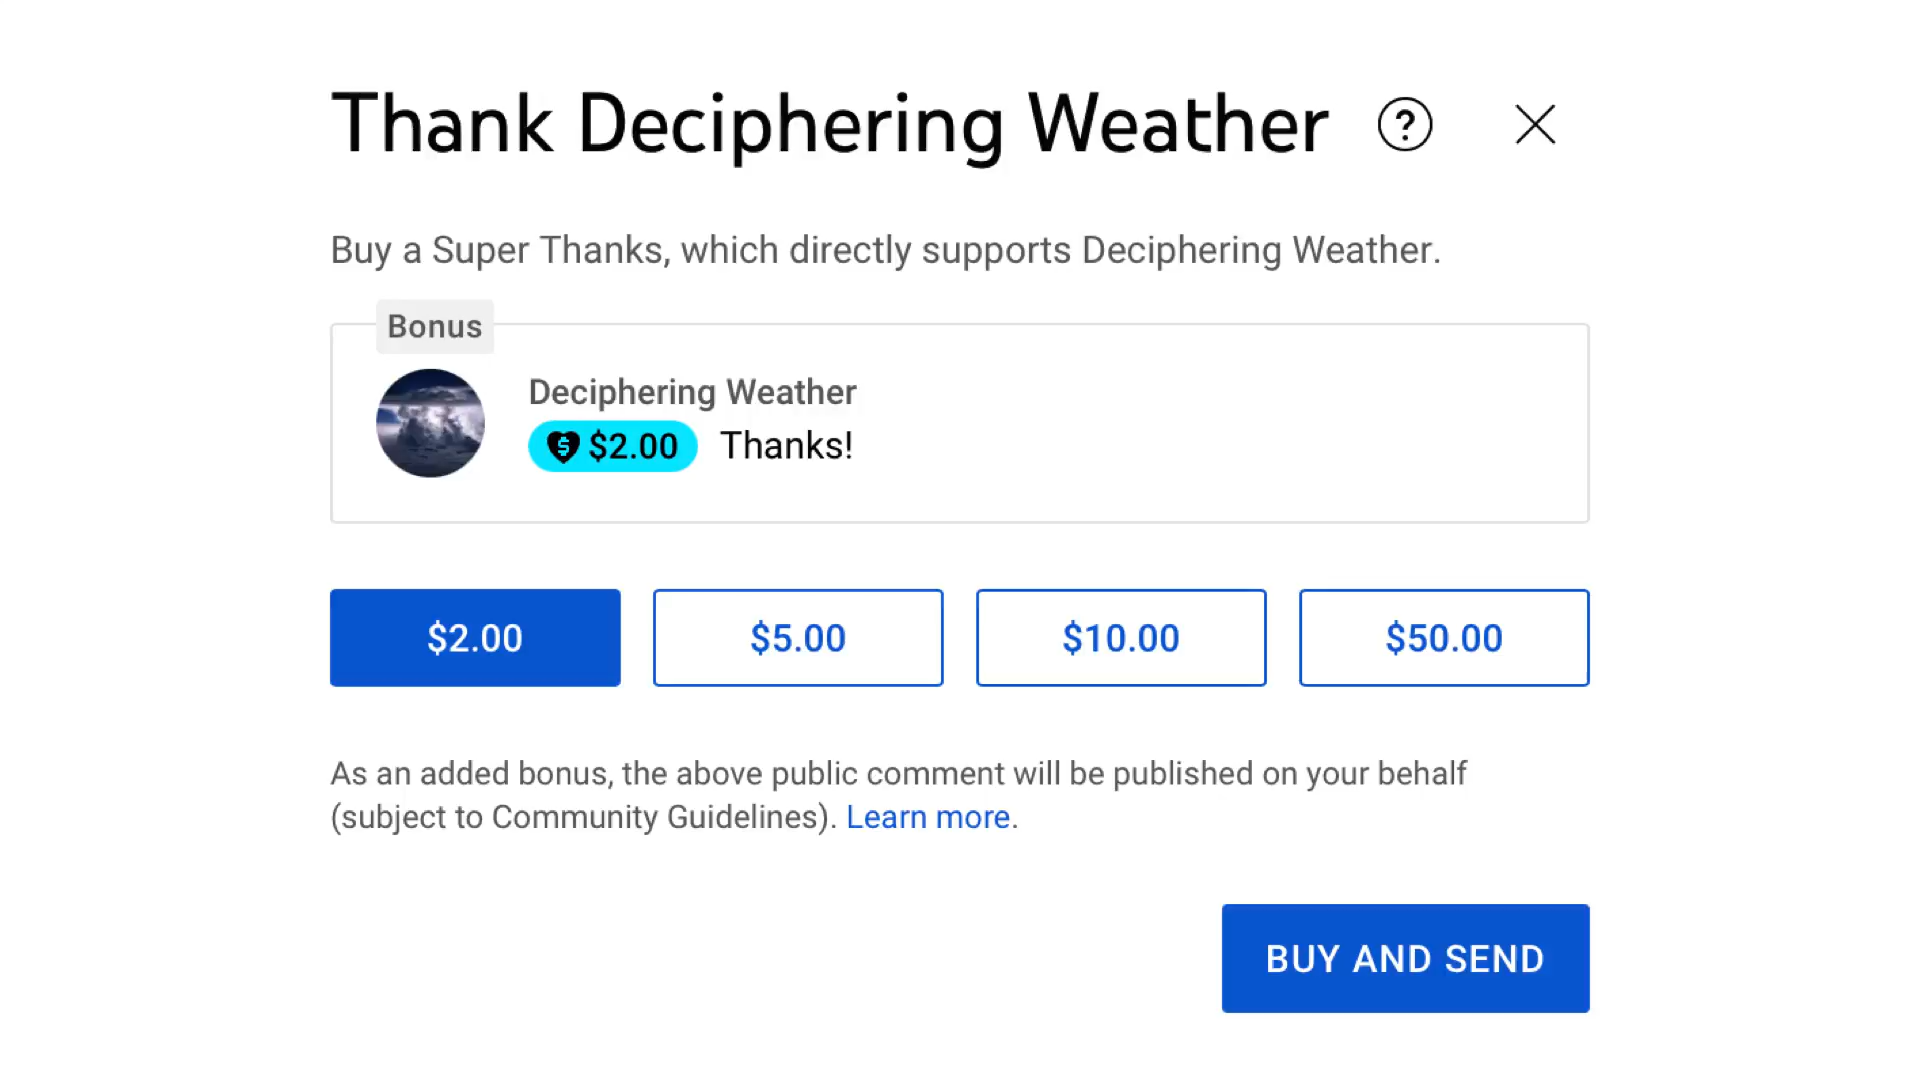 Thank Deciphering Weather ?
Buy a Super Thanks, which directly supports Deciphering Weather.
Bonus
Deciphering Weather
$ $2.00 Thanks!
$2.00 $5.00 $10.00 $50.00
As an added bonus, the above public comment will be published on your behalf
(subject to Community Guidelines). Learn more.
BUY AND SEND